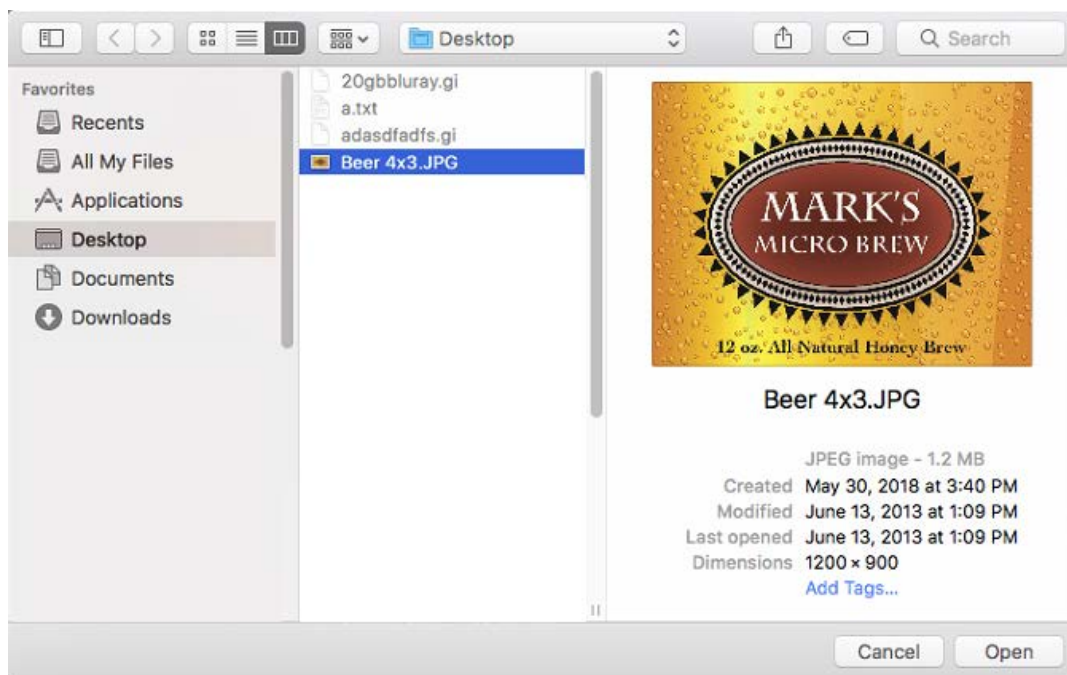 Desktop
Search
Favorites
Recents
All My Files
Applications
Desktop
Documents
Downloads
20gbbluray.gi
a.txt
adasdfadfs.gi
Beer 4x3.JPG
MARK'S
MICRO BREW
12 oz. All Natural Honey Brew
Beer 4x3.JPG
JPEG image - 1.2 MB
Created May 30, 2018 at 3:40 PM
Modified June 13, 2013 at 1:09 PM
Last opened June 13, 2013 at 1:09 PM
Dimensions 1200 × 900
Add Tags...
Cancel
Open